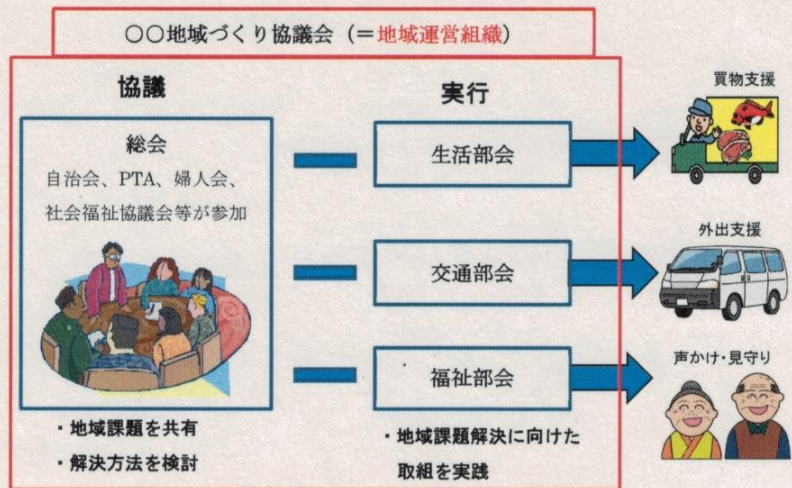 〇〇地域づくり協議会（＝地域運営組織）
協議
総会
自治会、PTA、婦人会、
社会福祉協議会等が参加
・地域課題を共有
・解決方法を検討
実行
生活部会
交通部会
福祉部会
・地域課題解決に向けた
取組を実践
買物支援
外出支援
声かけ・見守り